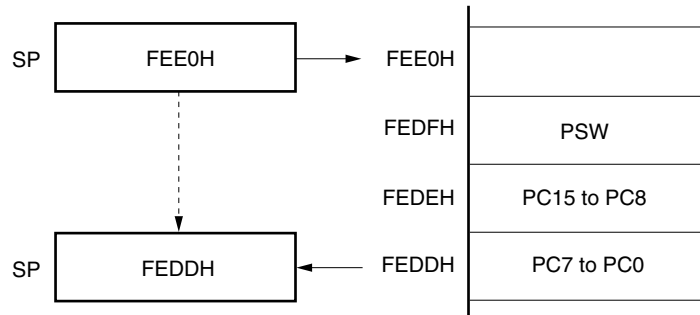 SP FEE0H FEE0H
FEDFH PSW
FEDEH PC15 to PC8
SP FEDDH FEDDH PC7 to PC0